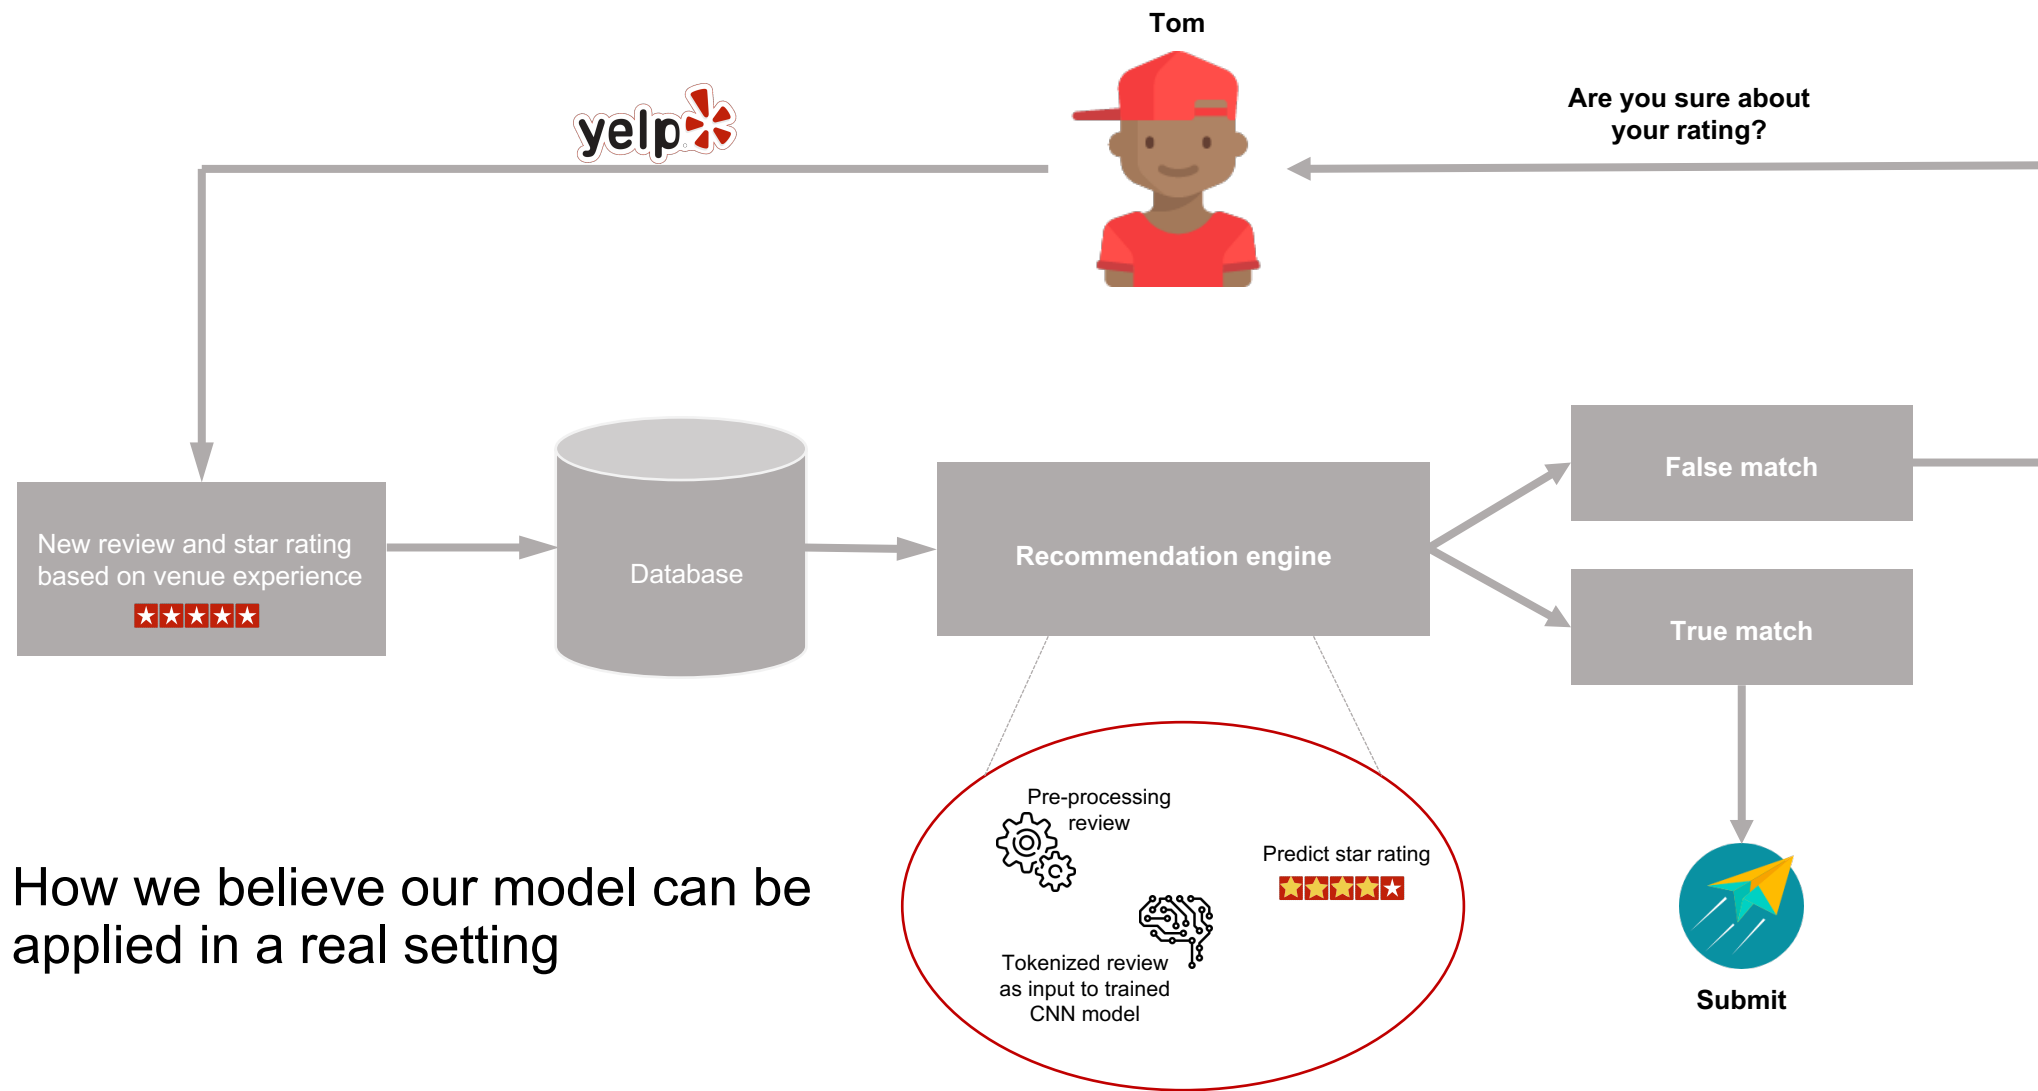 Tom
yelp
Are you sure about
your rating?
New review and star rating
based on venue experience
Database
Recommendation engine
False match
True match
Pre-processing
review
Predict star rating
Tokenized review
as input to trained
CNN model
How we believe our model can be
applied in a real setting
Submit